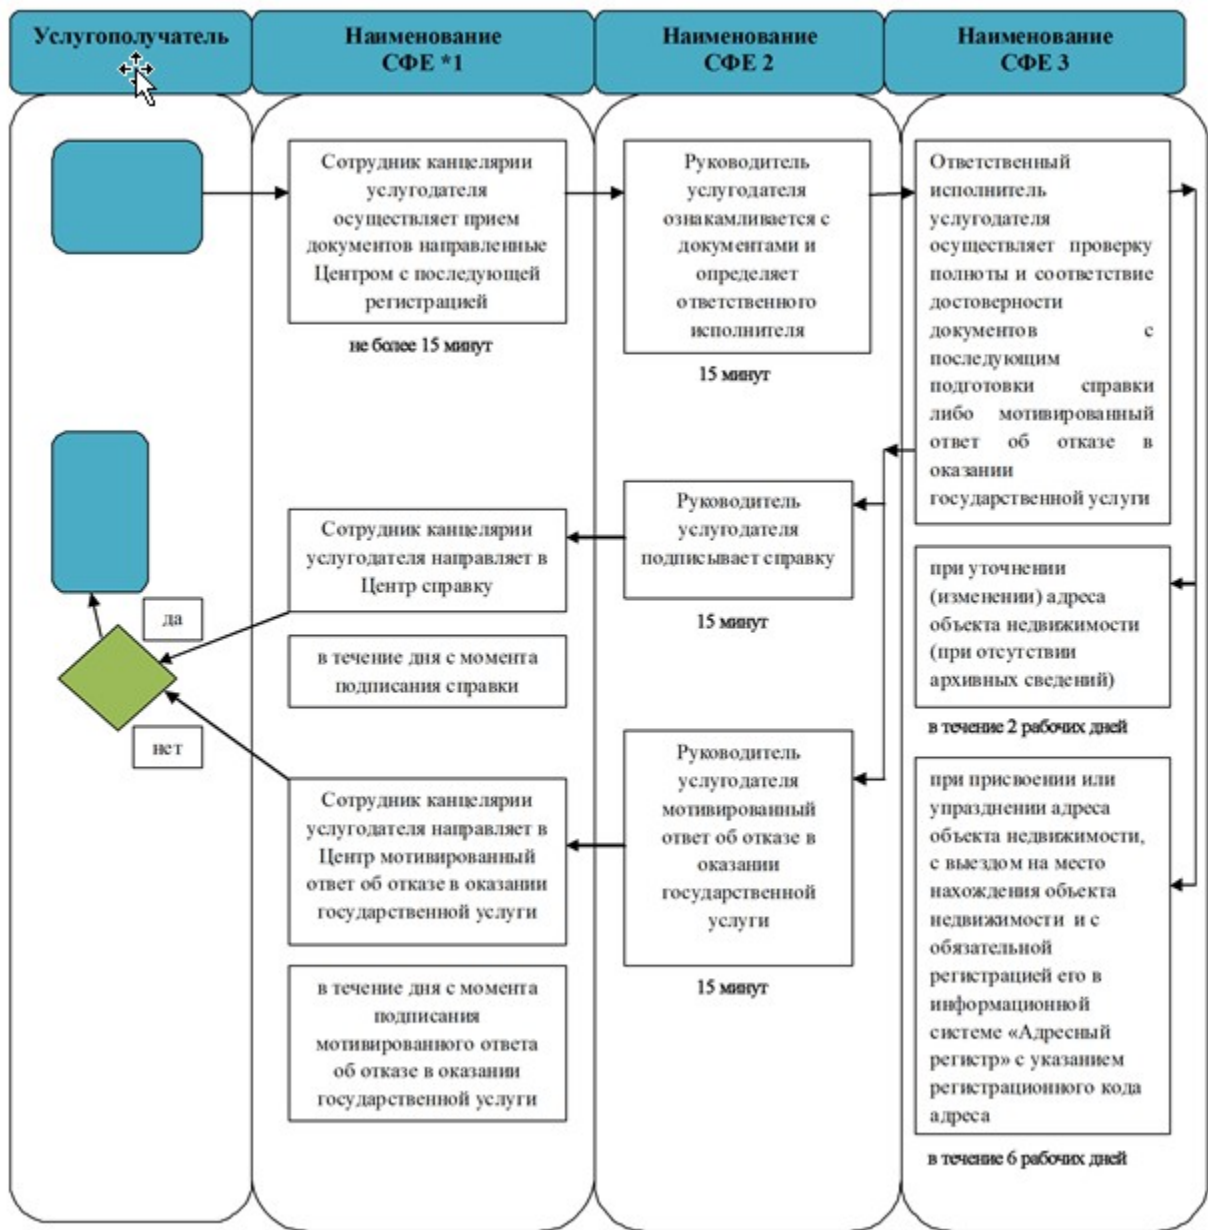 Услугополучатель
Наименование
СФЕ *1
Наименование
СФЕ 2
Наименование
СФЕ 3
Сотрудник канцелярии
услугодателя
осуществляет прием
документов направленные
Центром с последующей
регистрацией
не более 15 минут
Руководитель
услугодателя
ознакамливается с
документами и
определяет
ответственного
исполнителя
15 минут
Ответственный
исполнитель
услугодателя
осуществляет проверку
полноты и соответствие
достоверности
документов с
последующим
подготовки справки
либо мотивированный
ответ об отказе в
оказании
государственной услуги
Сотрудник канцелярии
услугодателя направляет в
Центр справку
Руководитель
услугодателя
подписывает справку
15 минут
да
в течение дня с момента
подписания справки
при уточнении
(изменении) адреса
объекта недвижимости
(при отсутствии
архивных сведений)
в течение 2 рабочих дней
нет
Сотрудник канцелярии
услугодателя направляет в
Центр мотивированный
ответ об отказе в оказании
государственной услуги
Руководитель
услугодателя
мотивированный
ответ об отказе в
оказании
государственной
услуги
15 минут
при присвоении или
упразднении адреса
объекта недвижимости,
с выездом на место
нахождения объекта
недвижимости и с
обязательной
регистрацией его в
информационной
системе «Адресный
регистр» с указанием
регистрационного кода
адреса
в течение 6 рабочих дней
в течение дня с момента
подписания
мотивированного ответа
об отказе в оказании
государственной услуги